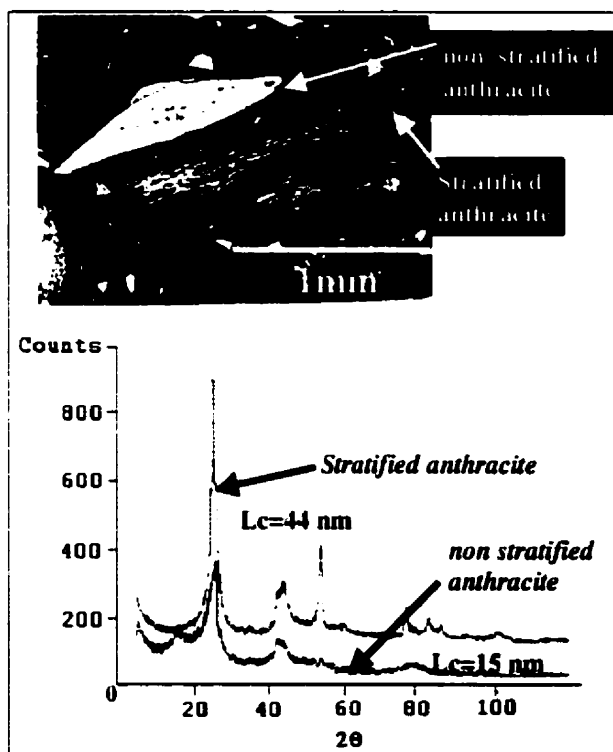 non stratified
anthracite
Stratified
anthracite
1mm
Counts
800
600
400
200
Stratified anthracite
Lc=44 nm
non stratified
anthracite
Lc=15 nm
0 20 40 60 80 100
2θ